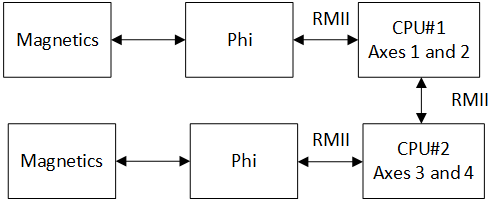 Magnetics
Phi
RMII
CPU#1
Axes 1 and 2
RMII
Magnetics
Phi
RMII
CPU#2
Axes 3 and 4